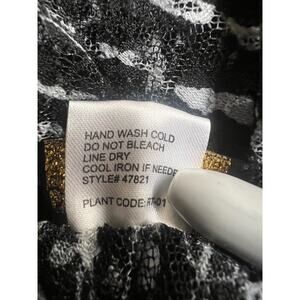 HAND WASH COLD
DO NOT BLEACH
LINE DRY
COOL IRON IF NEEDE
STYLE# 47821
PLANT CODE: